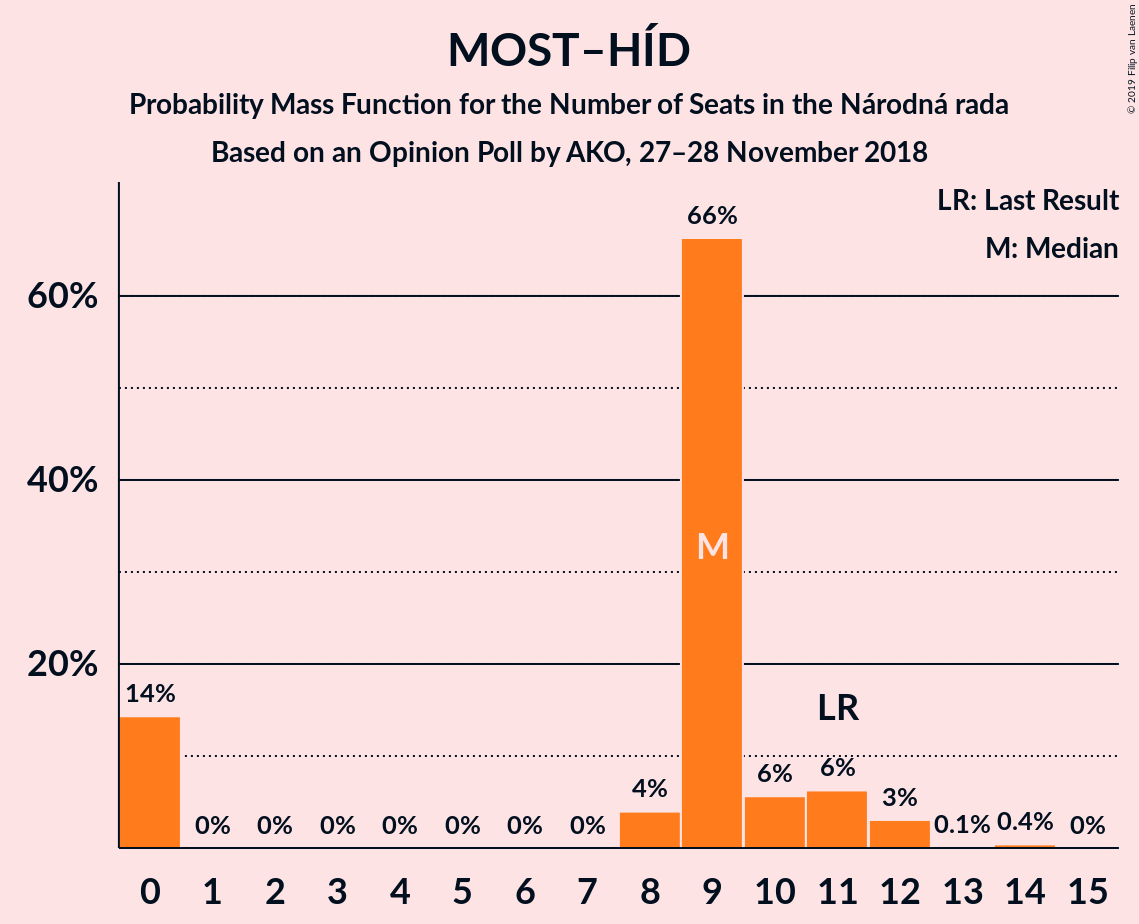 MOST–HÍD
Probability Mass Function for the Number of Seats in the Národná rada
Based on an Opinion Poll by AKO, 27–28 November 2018
© 2019 Filip van Laenen
LR: Last Result
M: Median
60%
40%
20%
14%
0%
0%
0%
0%
0%
0%
0%
4%
66%
M
6%
LR
6%
3%
0.1%
0.4%
0%
0 1 2 3 4 5 6 7 8 9 10 11 12 13 14 15